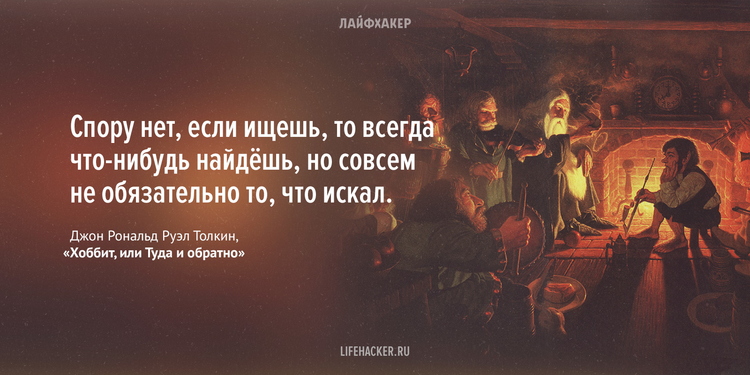 ЛАЙФХАКЕР
Спору нет, если ищешь, то всегда
что-нибудь найдёшь, но совсем
не обязательно то, что искал.
Джон Рональд Руэл Толкин,
«Хоббит, или Туда и обратно»
LIFEHACKER.RU